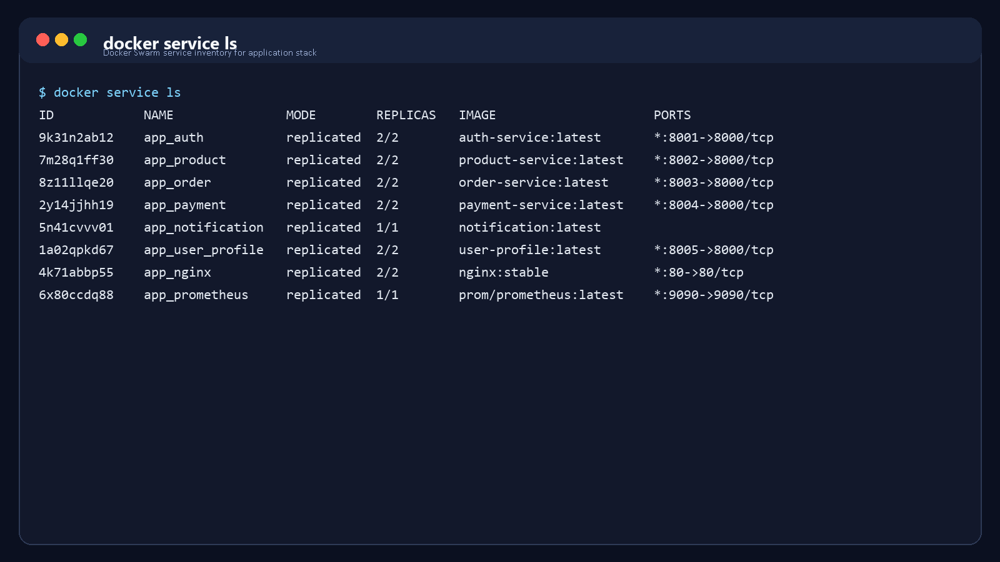 docker service ls
Docker Swarm service inventory for application stack
$ docker service ls
ID            NAME               MODE        REPLICAS   IMAGE                     PORTS
9k31n2ab12    app_auth           replicated  2/2        auth-service:latest       *:8001->8000/tcp
7m28q1ff30    app_product        replicated  2/2        product-service:latest    *:8002->8000/tcp
8z11llqe20    app_order          replicated  2/2        order-service:latest      *:8003->8000/tcp
2y14jjhh19    app_payment        replicated  2/2        payment-service:latest    *:8004->8000/tcp
5n41cvvv01    app_notification   replicated  1/1        notification:latest
1a02qpkd67    app_user_profile   replicated  2/2        user-profile:latest       *:8005->8000/tcp
4k71abbp55    app_nginx          replicated  2/2        nginx:stable              *:80->80/tcp
6x80ccdq88    app_prometheus     replicated  1/1        prom/prometheus:latest    *:9090->9090/tcp